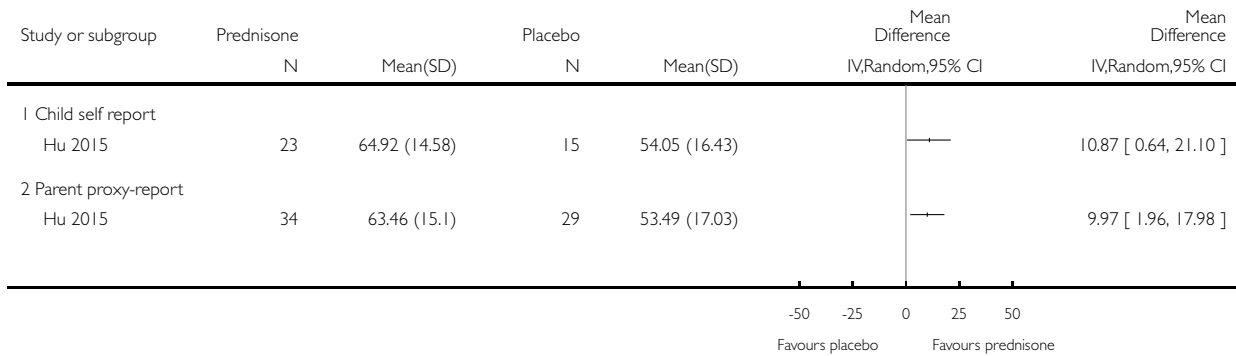 Study or subgroup Prednisone Placebo Mean Difference Mean Difference
N Mean(SD) N Mean(SD) IV,Random,95% CI IV,Random,95% CI
1 Child self report
Hu 2015 23 64.92 (14.58) 15 54.05 (16.43) 10.87 [ 0.64, 21.10 ]
2 Parent proxy-report
Hu 2015 34 63.46 (15.1) 29 53.49 (17.03) 9.97 [ 1.96, 17.98 ]
-50 -25 0 25 50
Favours placebo Favours prednisone